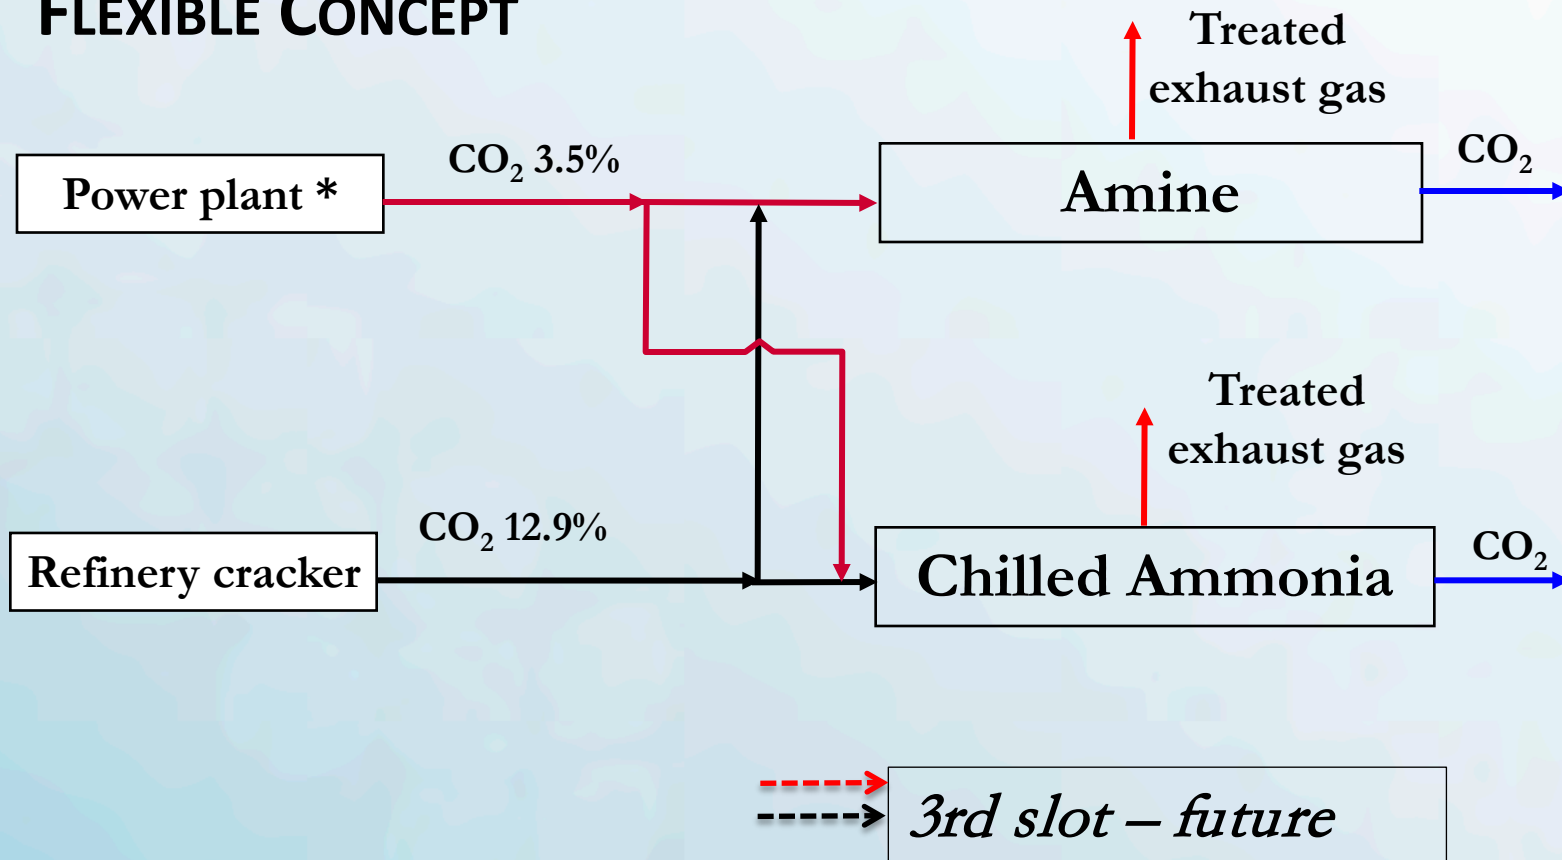 FLEXIBLE CONCEPT
Treated
exhaust gas
Power plant *
CO₂ 3.5%
Amine
CO₂
Treated
exhaust gas
Refinery cracker
CO₂ 12.9%
Chilled Ammonia
CO₂
3rd slot – future